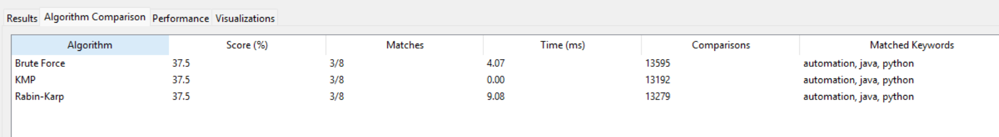 Results Algorithm Comparison Performance Visualizations
Algorithm Score (%) Matches Time (ms) Comparisons Matched Keywords
Brute Force 37.5 3/8 4.07 13595 automation, java, python
KMP 37.5 3/8 0.00 13192 automation, java, python
Rabin-Karp 37.5 3/8 9.08 13279 automation, java, python